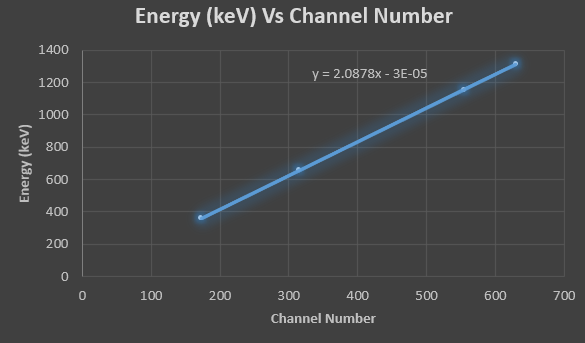 Energy (keV) Vs Channel Number
1400
1200
1000
800
600
400
200
0
y = 2.0878x - 3E-05
Energy (keV)
0 100 200 300 400 500 600 700
Channel Number